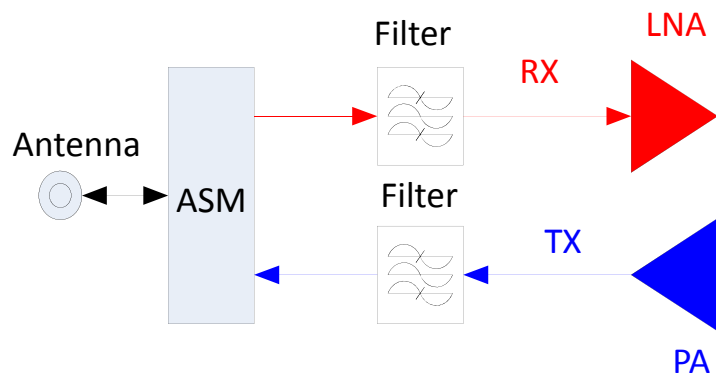 LNA
Filter
RX
Antenna
ASM
Filter
TX
PA